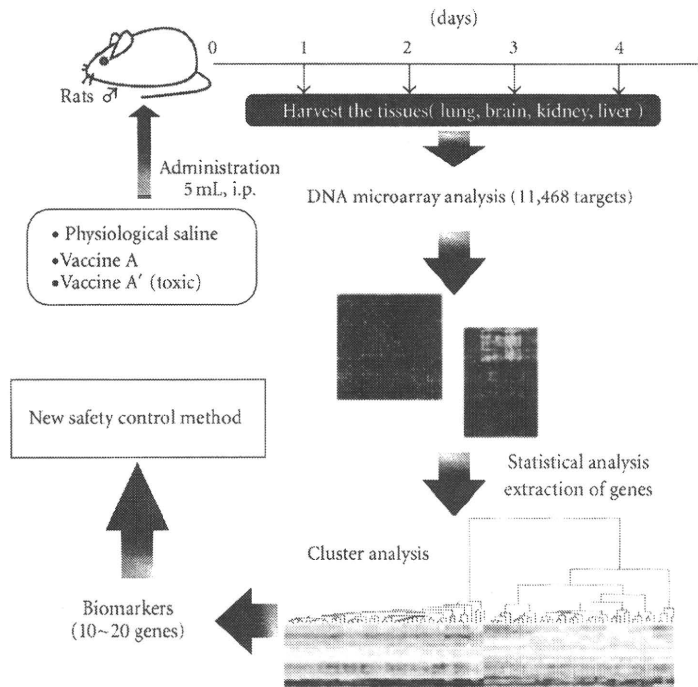 (days)
0 1 2 3 4
Rats ♂
Harvest the tissues( lung, brain, kidney, liver )
Administration
5 mL, i.p.
DNA microarray analysis (11,468 targets)
• Physiological saline
•Vaccine A
•Vaccine A′ (toxic)
New safety control method
Statistical analysis
extraction of genes
Cluster analysis
Biomarkers
(10~20 genes)